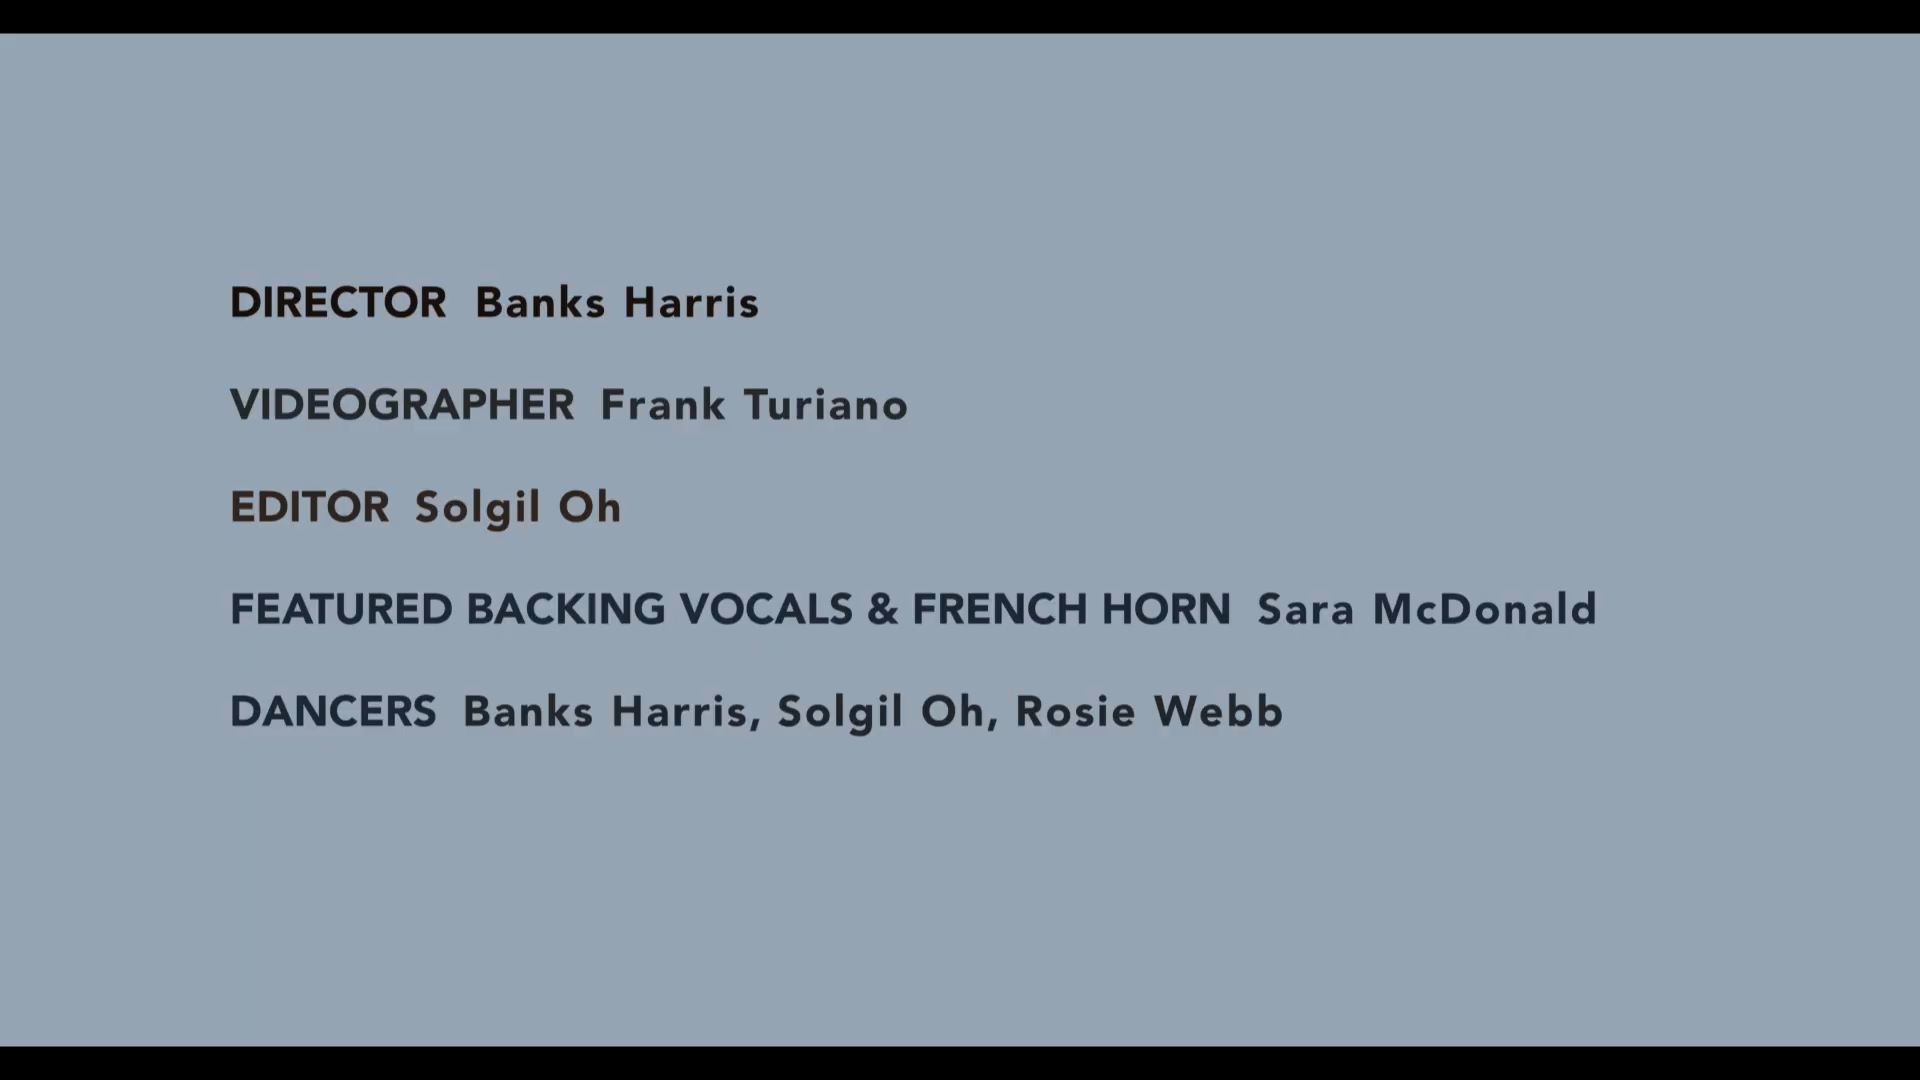 DIRECTOR Banks Harris
VIDEOGRAPHER Frank Turiano
EDITOR Solgil Oh
FEATURED BACKING VOCALS & FRENCH HORN Sara McDonald
DANCERS Banks Harris, Solgil Oh, Rosie Webb